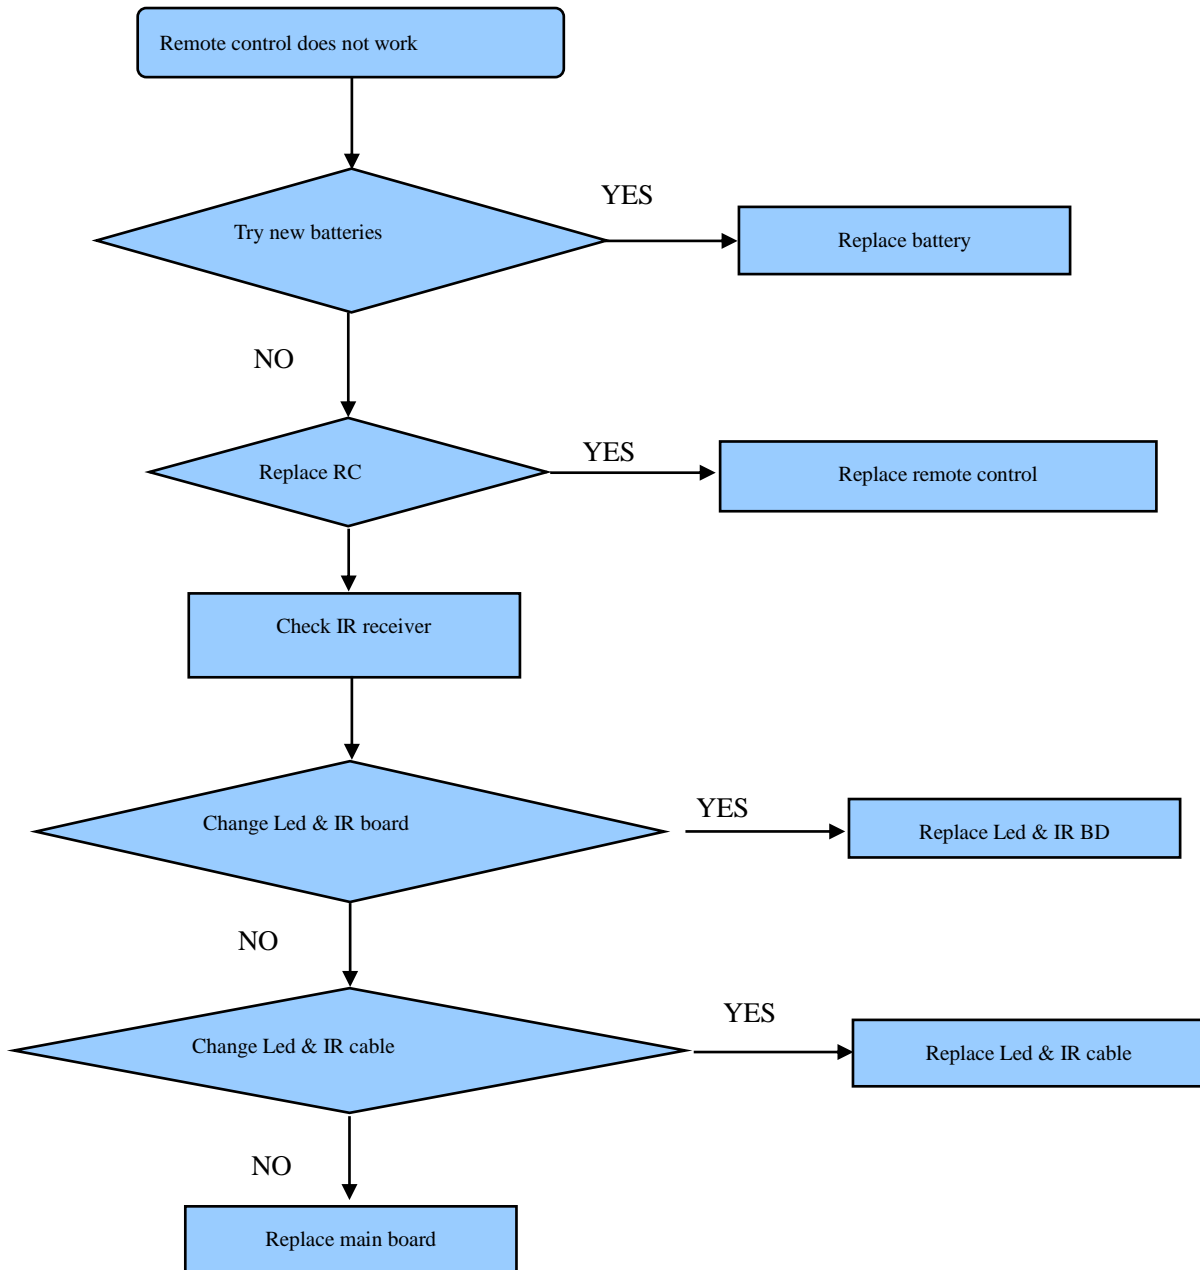 Remote control does not work
Try new batteries
YES
Replace battery
NO
Replace RC
YES
Replace remote control
Check IR receiver
Change Led & IR board
YES
Replace Led & IR BD
NO
Change Led & IR cable
YES
Replace Led & IR cable
NO
Replace main board